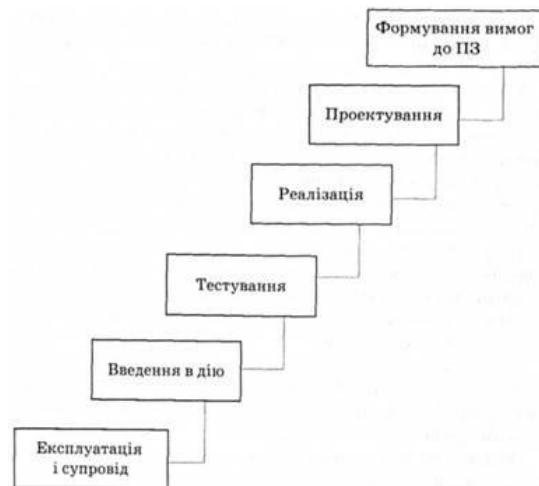 Формування вимог
до ПЗ
Проектування
Реалізація
Тестування
Введення в дію
Експлуатація
і супровід